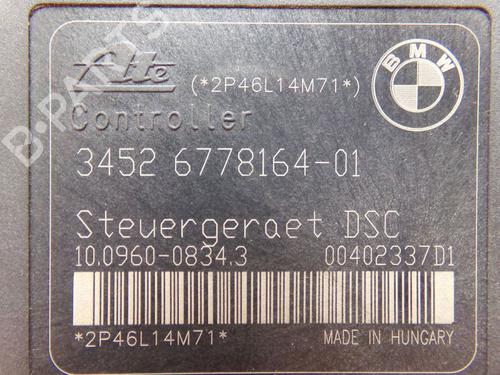 Ate (*2P46L14M71*) BMW
Controller
3452 6778164-01
Steuergeraet DSC
10.0960-0834.3 00402337D1
*2P46L14M71* MADE IN HUNGARY
B-PARTS